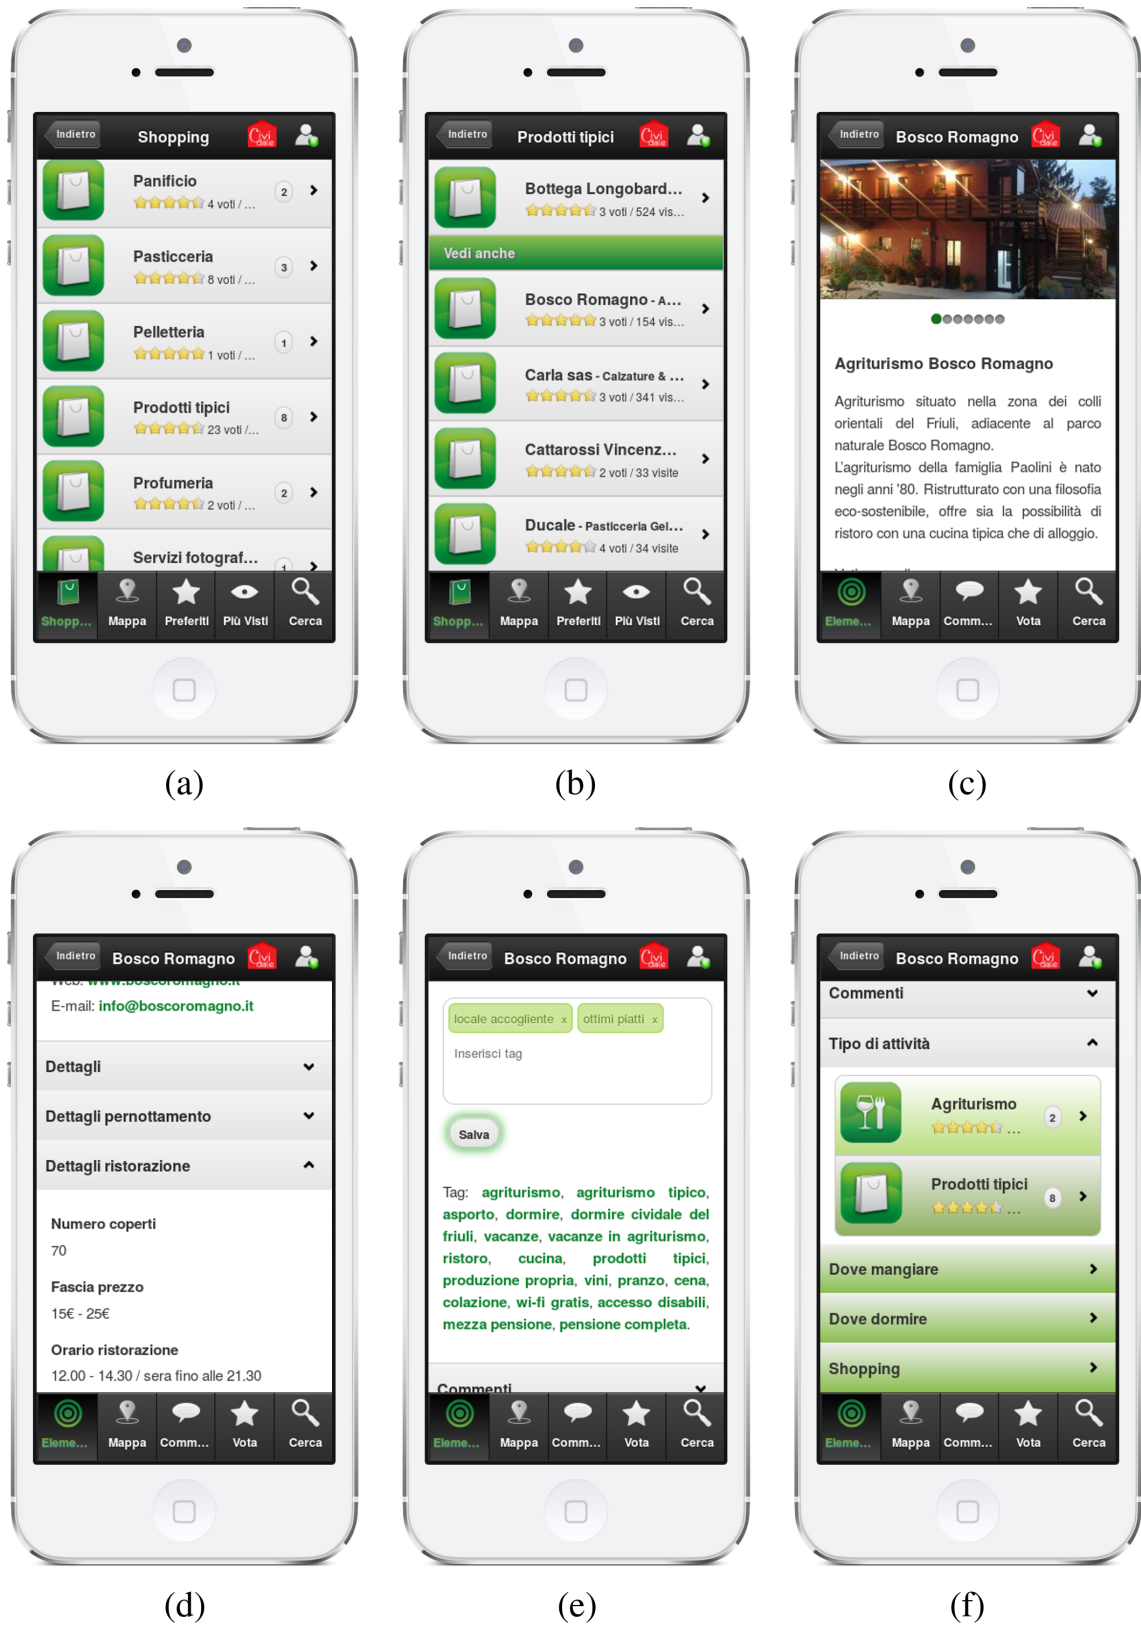 Indietro
Shopping
Cividale
Panificio
4 voti / ...
2
Pasticceria
8 voti / ...
3
Pelletteria
1 voti / ...
1
Prodotti tipici
23 voti /...
8
Profumeria
2 voti / ...
2
Servizi fotograf...
1
Shopp...
Mappa
Preferiti
Più Visti
Cerca
(a)
Indietro
Prodotti tipici
Cividale
Bottega Longobard...
3 voti / 524 vis...
Vedi anche
Bosco Romagno - A...
3 voti / 154 vis...
Carla sas - Calzature & ...
3 voti / 341 vis...
Cattarossi Vincenz...
2 voti / 33 visite
Ducale - Pasticceria Gel...
4 voti / 34 visite
Shopp...
Mappa
Preferiti
Più Visti
Cerca
(b)
Indietro
Bosco Romagno
Cividale
Agriturismo Bosco Romagno
Agriturismo situato nella zona dei colli
orientali del Friuli, adiacente al parco
naturale Bosco Romagno.
L'agriturismo della famiglia Paolini è nato
negli anni '80. Ristrutturato con una filosofia
eco-sostenibile, offre sia la possibilità di
ristoro con una cucina tipica che di alloggio.
Eleme...
Mappa
Comm...
Vota
Cerca
(c)
Indietro
Bosco Romagno
Cividale
Web: www.boscoromagno.it
E-mail: info@boscoromagno.it
Dettagli
Dettagli pernottamento
Dettagli ristorazione
Numero coperti
70
Fascia prezzo
15€ - 25€
Orario ristorazione
12.00 - 14.30 / sera fino alle 21.30
Eleme...
Mappa
Comm...
Vota
Cerca
(d)
Indietro
Bosco Romagno
Cividale
locale accogliente x
ottimi piatti x
Inserisci tag
Salva
Tag: agriturismo, agriturismo tipico,
asporto, dormire, dormire cividale del
friuli, vacanze, vacanze in agriturismo,
ristoro, cucina, prodotti tipici,
produzione propria, vini, pranzo, cena,
colazione, wi-fi gratis, accesso disabili,
mezza pensione, pensione completa.
Commenti
Eleme...
Mappa
Comm...
Vota
Cerca
(e)
Indietro
Bosco Romagno
Cividale
Commenti
Tipo di attività
Agriturismo
...
2
Prodotti tipici
...
8
Dove mangiare
Dove dormire
Shopping
Eleme...
Mappa
Comm...
Vota
Cerca
(f)